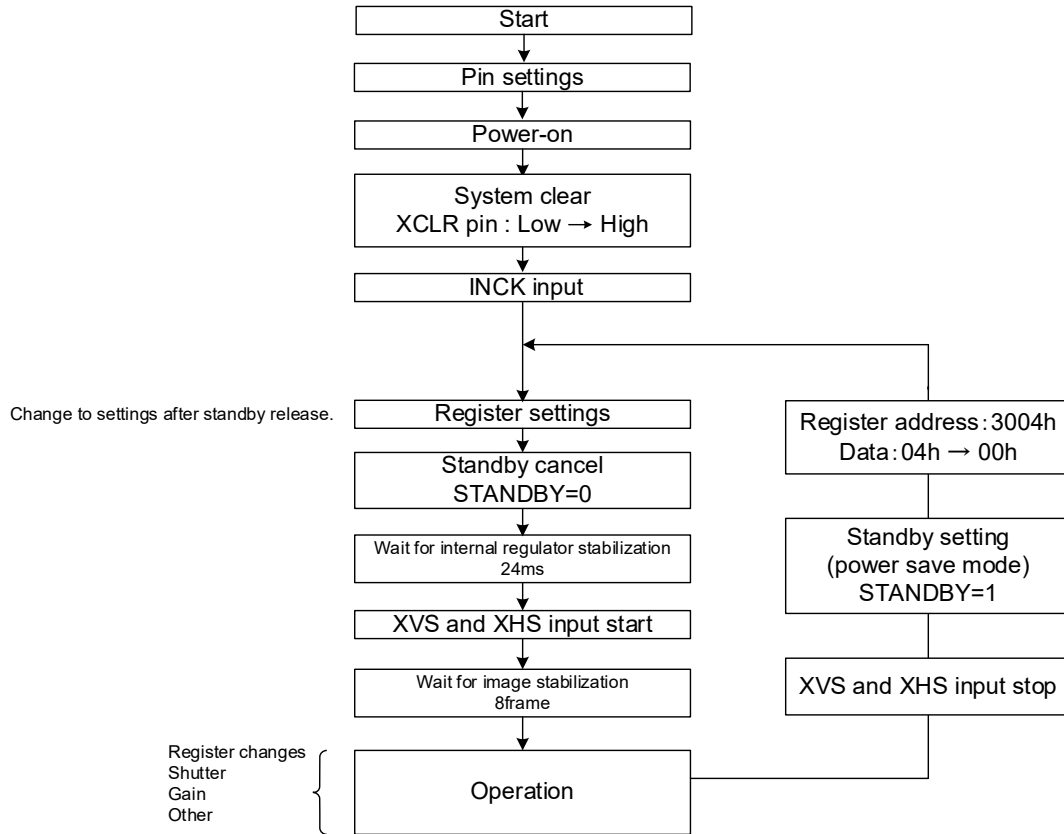 Start
Pin settings
Power-on
System clear
XCLR pin : Low → High
INCK input
Change to settings after standby release.
Register settings
Standby cancel
STANDBY=0
Wait for internal regulator stabilization
24ms
XVS and XHS input start
Wait for image stabilization
8frame
Register changes
Shutter
Gain
Other
Operation
Register address : 3004h
Data : 04h → 00h
Standby setting
(power save mode)
STANDBY=1
XVS and XHS input stop